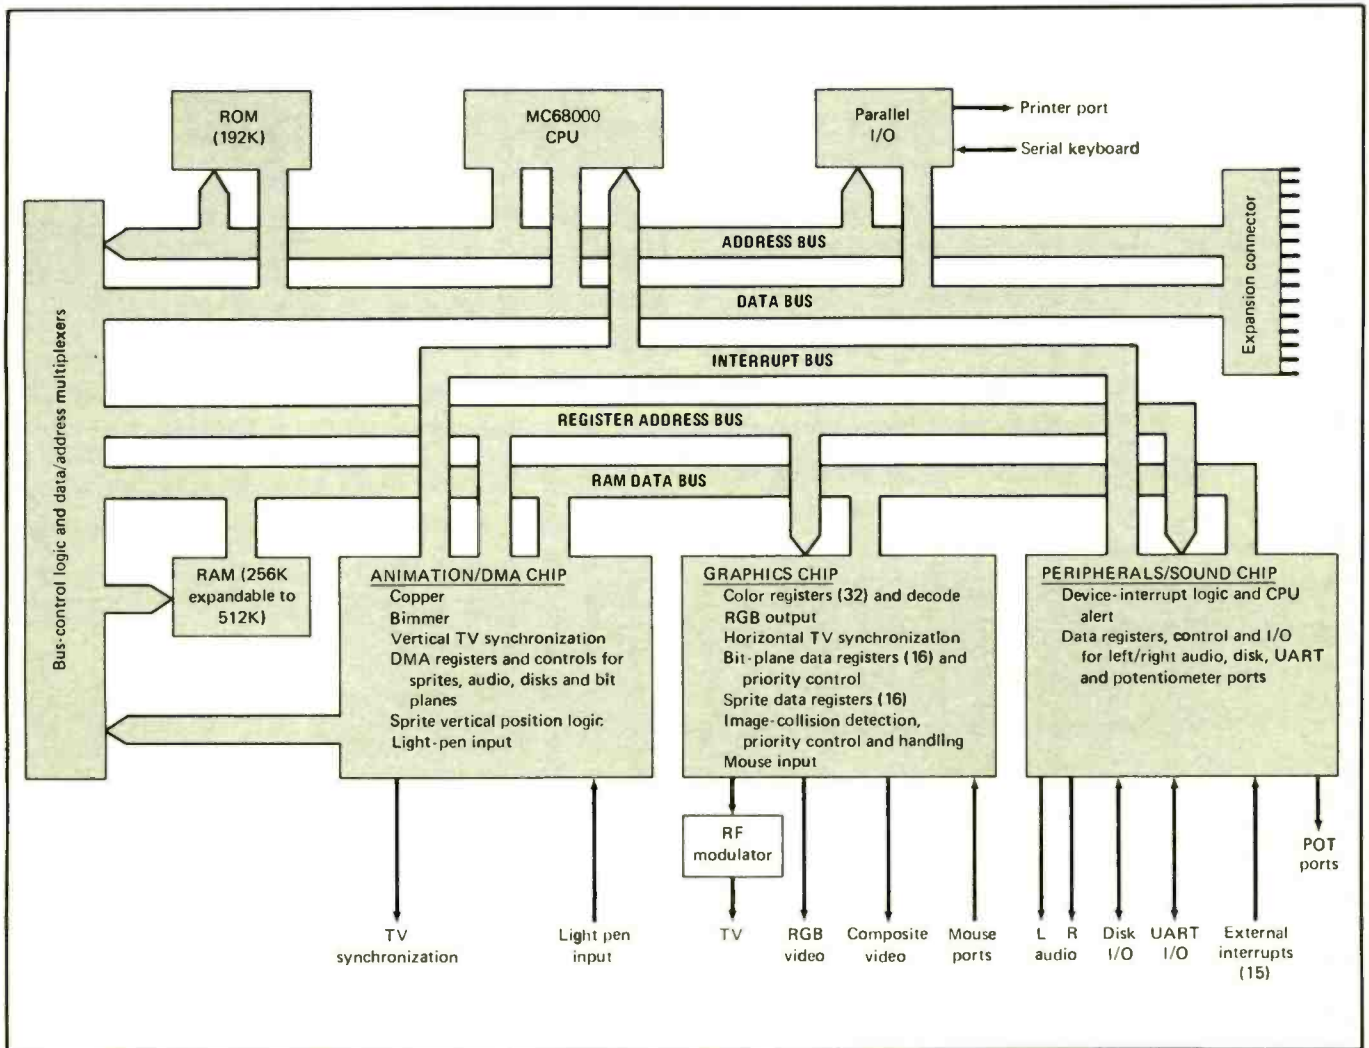 ROM
(192K)
MC68000
CPU
Parallel
I/O
Printer port
Serial keyboard
Bus-control logic and data/address multiplexers
Expansion connector
ADDRESS BUS
DATA BUS
INTERRUPT BUS
REGISTER ADDRESS BUS
RAM DATA BUS
RAM (256K
expandable to
512K)
ANIMATION/DMA CHIP
Copper
Bimmer
Vertical TV synchronization
DMA registers and controls for
sprites, audio, disks and bit
planes
Sprite vertical position logic
Light-pen input
GRAPHICS CHIP
Color registers (32) and decode
RGB output
Horizontal TV synchronization
Bit-plane data registers (16) and
priority control
Sprite data registers (16)
Image-collision detection,
priority control and handling
Mouse input
PERIPHERALS/SOUND CHIP
Device-interrupt logic and CPU
alert
Data registers, control and I/O
for left/right audio, disk, UART
and potentiometer ports
RF
modulator
POT
ports
TV
synchronization
Light pen
input
TV
RGB
video
Composite
video
Mouse
ports
L R
audio
Disk
I/O
UART
I/O
External
interrupts
(15)